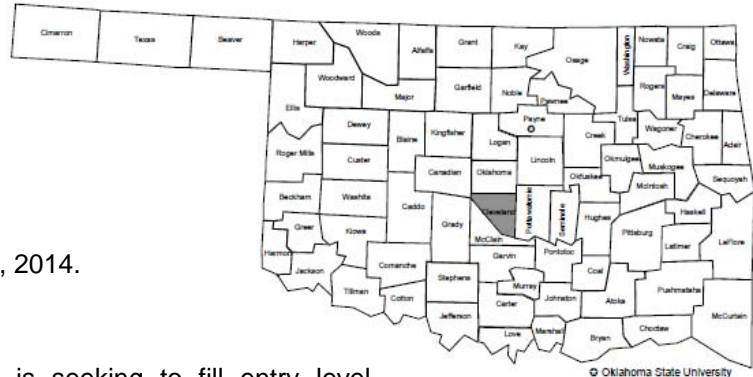 Cimarron Texas Beaver Harper Woods Alfalfa Grant Kay Osage Washington Nowata Craig Ottawa
Woodward Major Garfield Noble Pawnee Rogers Mayes Delaware
Ellis Dewey Blaine Kingfisher Logan Payne Creek Tulsa Wagoner Cherokee Adair
Roger Mills Custer Canadian Oklahoma Lincoln Okfuskee Okmulgee Muskogee Sequoyah
Beckham Washita Caddo Grady Cleveland Pottawatomie Seminole Hughes McIntosh Haskell
Greer Kiowa McClain Pittsburg Latimer LeFlore
Harmon Jackson Comanche Stephens Garvin Pontotoc Coal
, 2014.
Tillman Cotton Murray Carter Johnston Atoka Pushmataha McCurtain
Jefferson Love Marshall Bryan Choctaw
is seeking to fill entry level
Oklahoma State University